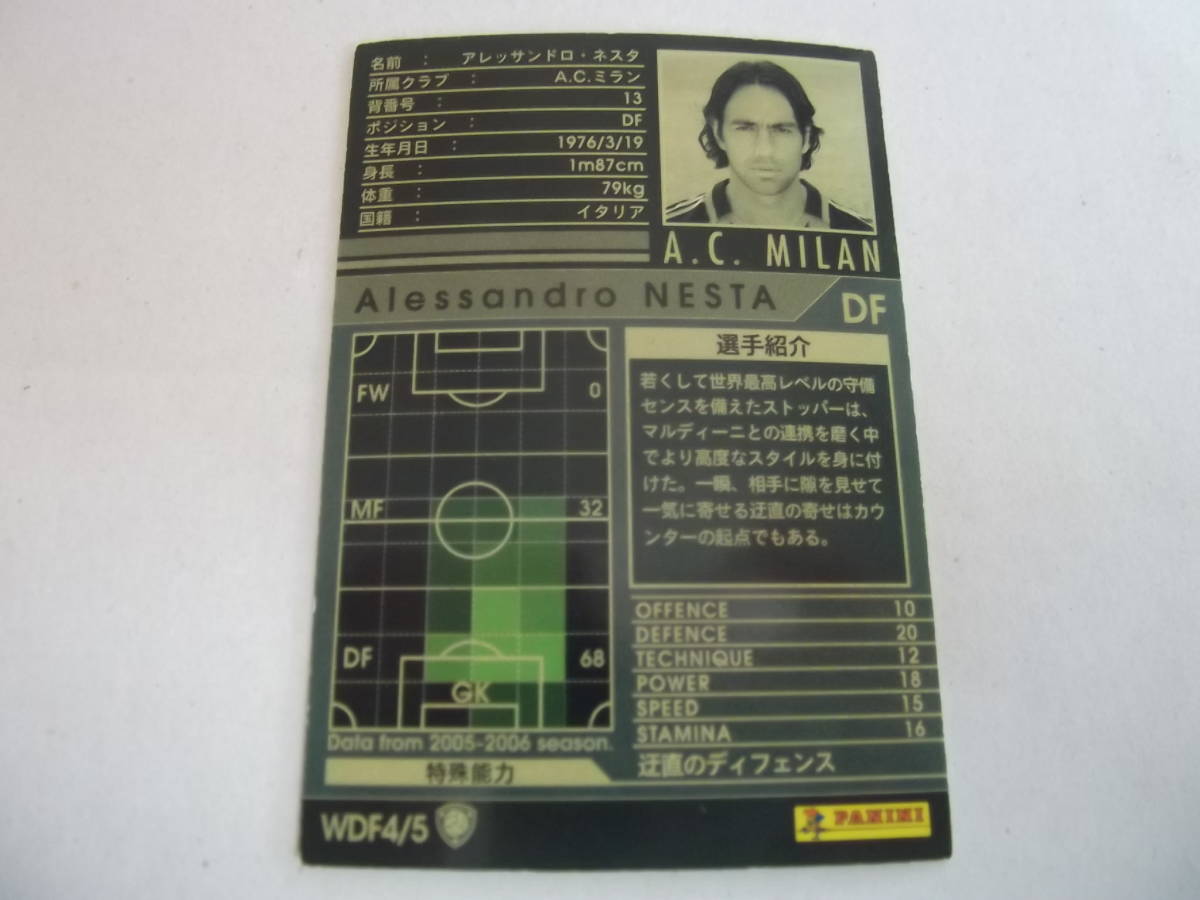 名前 : アレッサンドロ・ネスタ
所属クラブ : A.C.ミラン
背番号 : 13
ポジション : DF
生年月日 : 1976/3/19
身長 : 1m87cm
体重 : 79kg
国籍 : イタリア
A.C. MILAN
Alessandro NESTA
DF
FW 0
MF 32
DF 68
GK
Data from 2005-2006 season.
選手紹介
若くして世界最高レベルの守備
センスを備えたストッパーは、
マルディーニとの連携を磨く中
でより高度なスタイルを身に付
けた。一瞬、相手に隙を見せて
一気に寄せる迂直の寄せはカウ
ンターの起点でもある。
OFFENCE 10
DEFENCE 20
TECHNIQUE 12
POWER 18
SPEED 15
STAMINA 16
特殊能力
迂直のディフェンス
WDF4/5
PANINI